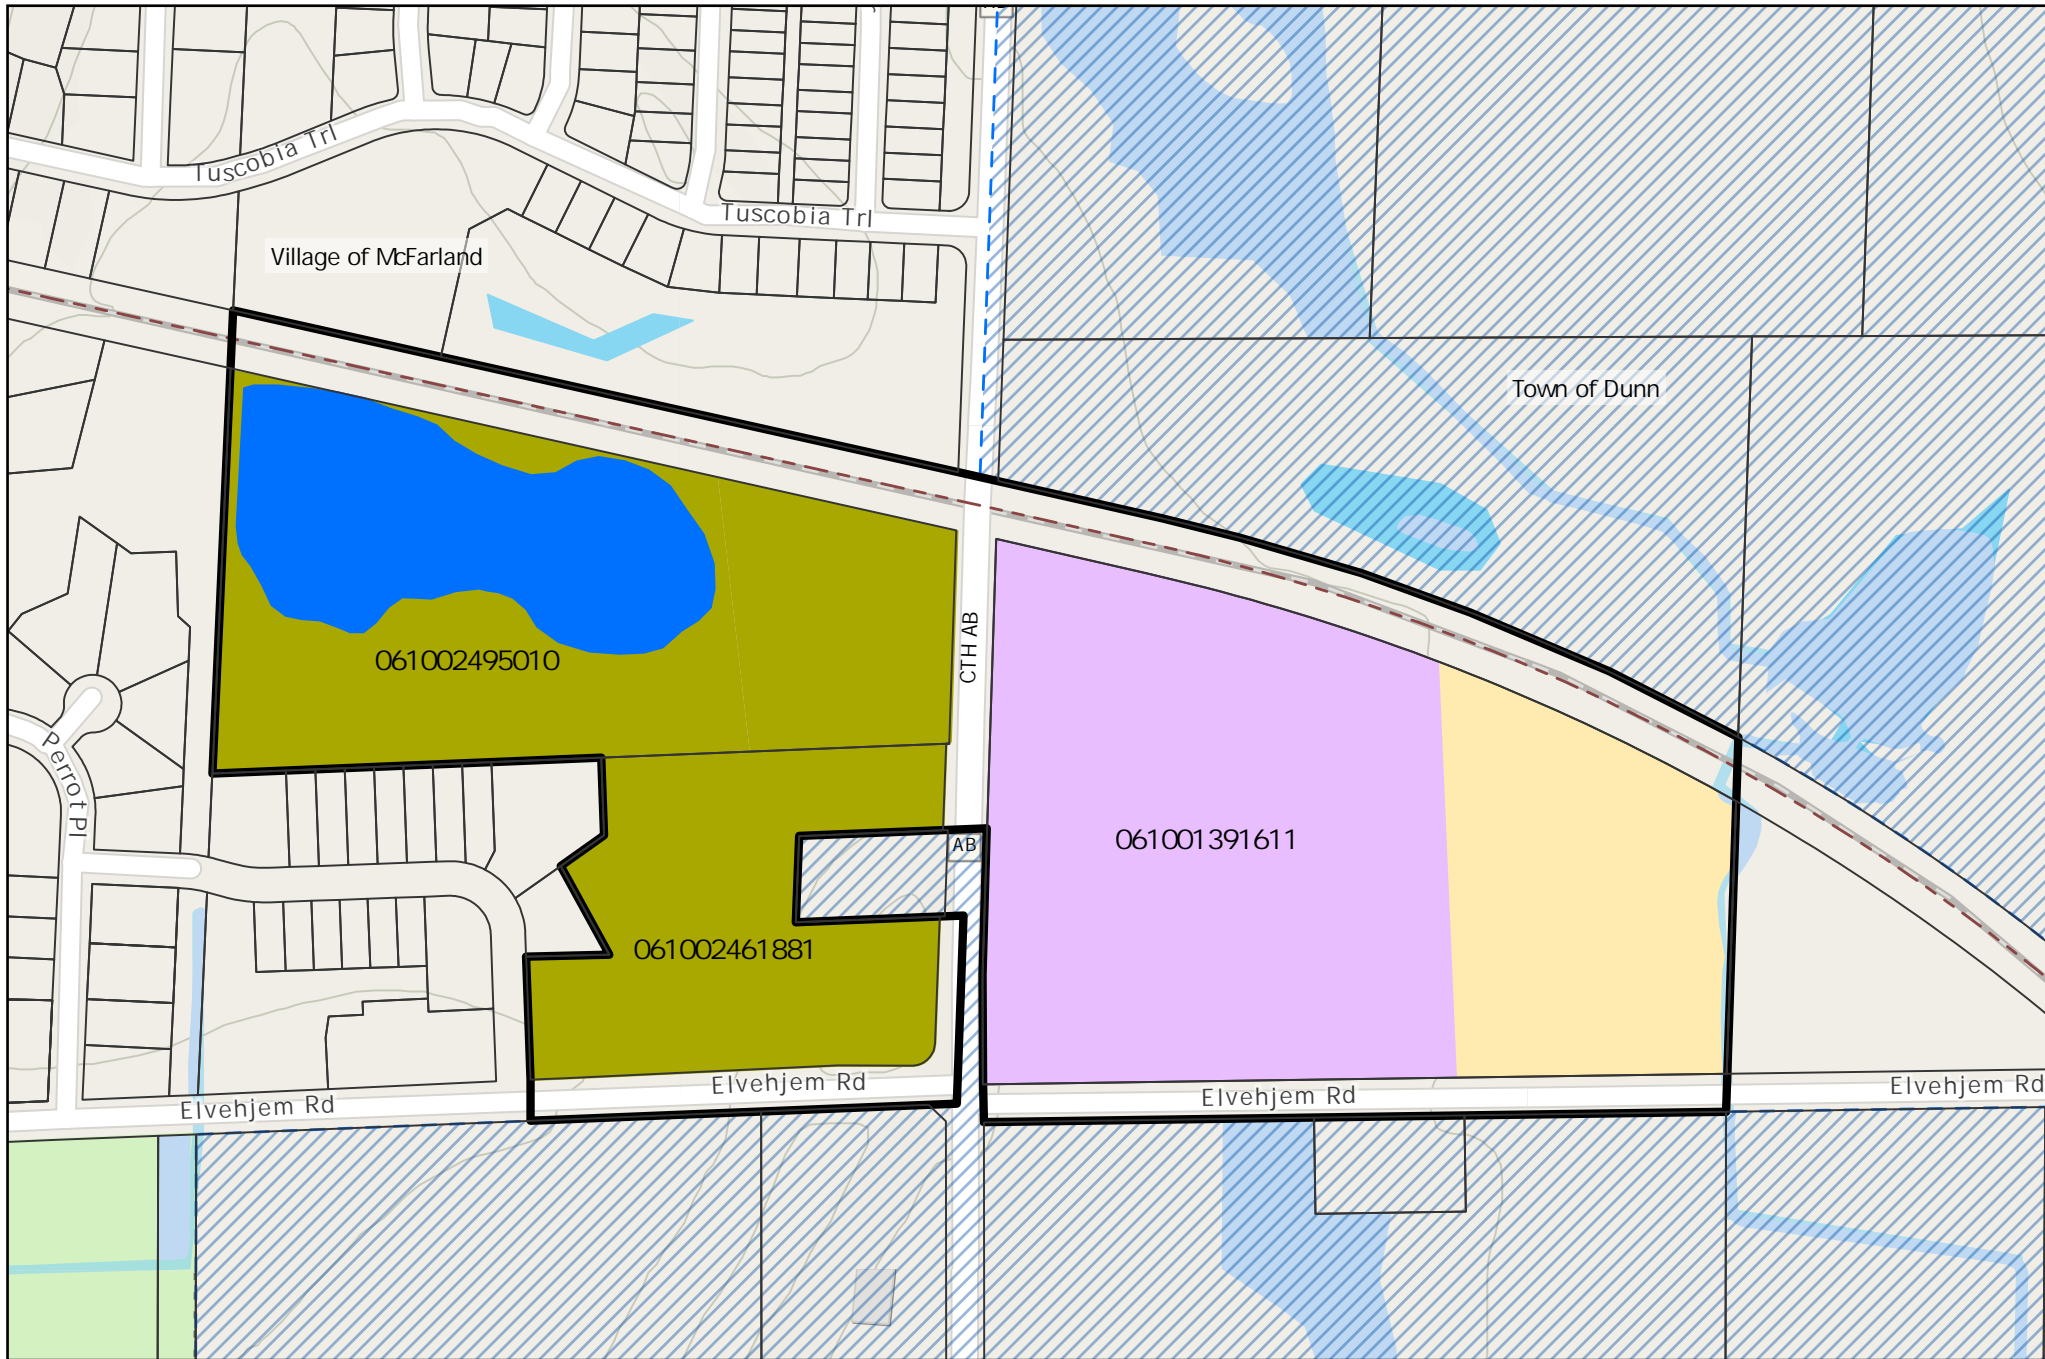 Tuscobia Trl
Tuscobia Trl
Village of McFarland
Town of Dunn
CTH AB
061002495010
Perrot Pl
061001391611
AB
061002461881
Elvehjem Rd
Elvehjem Rd
Elvehjem Rd
Elvehjem Rd